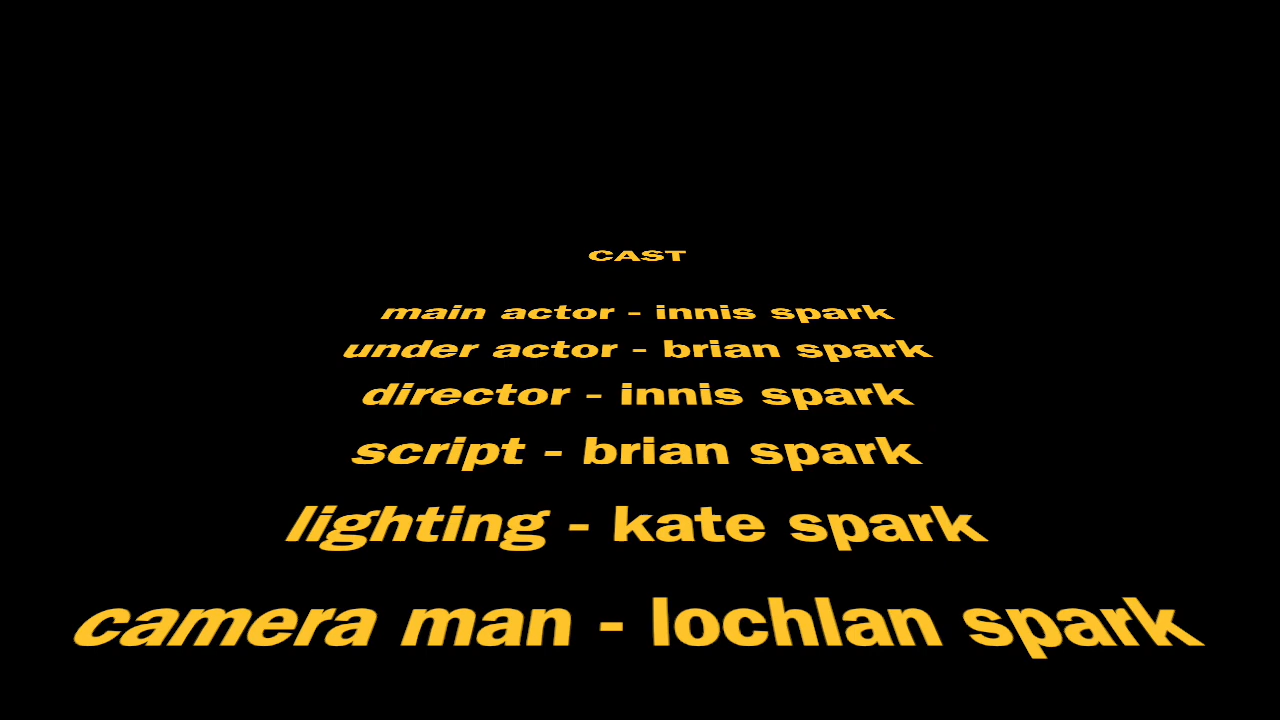 CAST
main actor - innis spark
under actor - brian spark
director - innis spark
script - brian spark
lighting - kate spark
camera man - lochlan spark